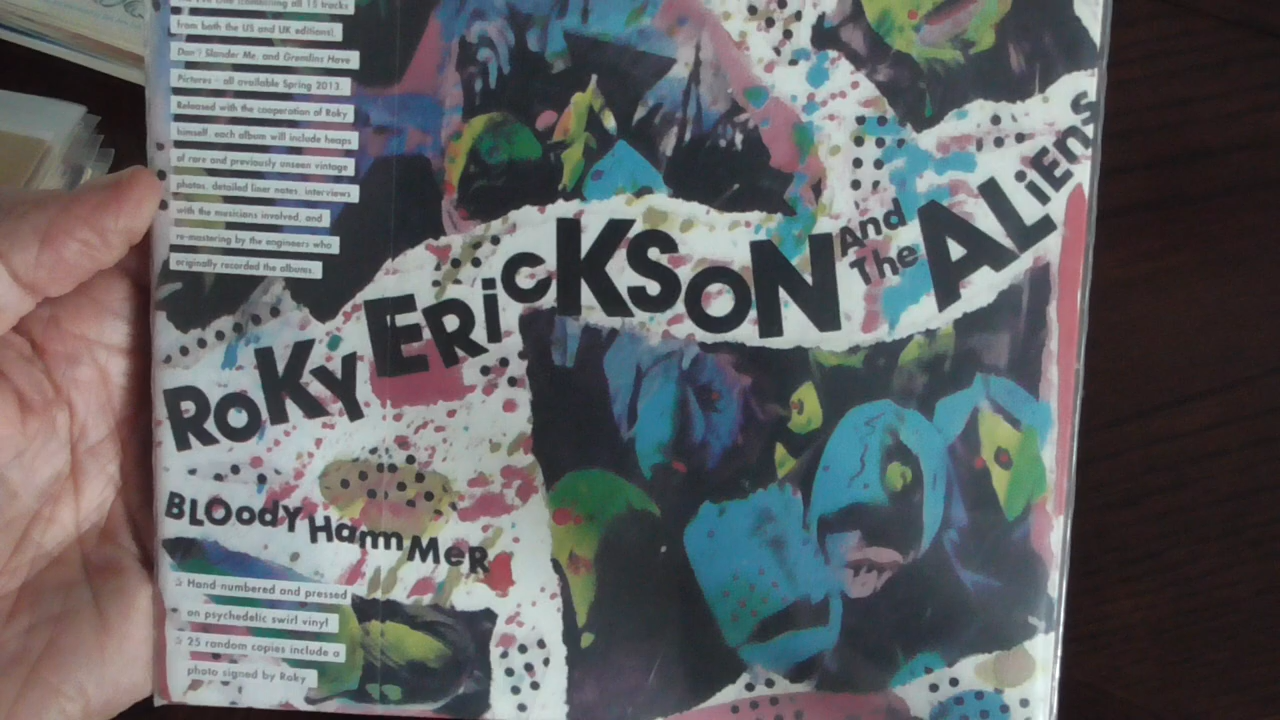 all 15 tracks
from both the US and UK editions),
Don't Slander Me, and Gremlins Have
Pictures – all available Spring 2013.
Released with the cooperation of Roky
himself, each album will include heaps
of rare and previously unseen vintage
photos, detailed liner notes, interviews
with the musicians involved, and
re-mastering by the engineers who
originally recorded the albums.
ROKY ERicKSON And The ALiEnS
BLOodY HammMeR
Hand-numbered and pressed
on psychedelic swirl vinyl
25 random copies include a
photo signed by Roky